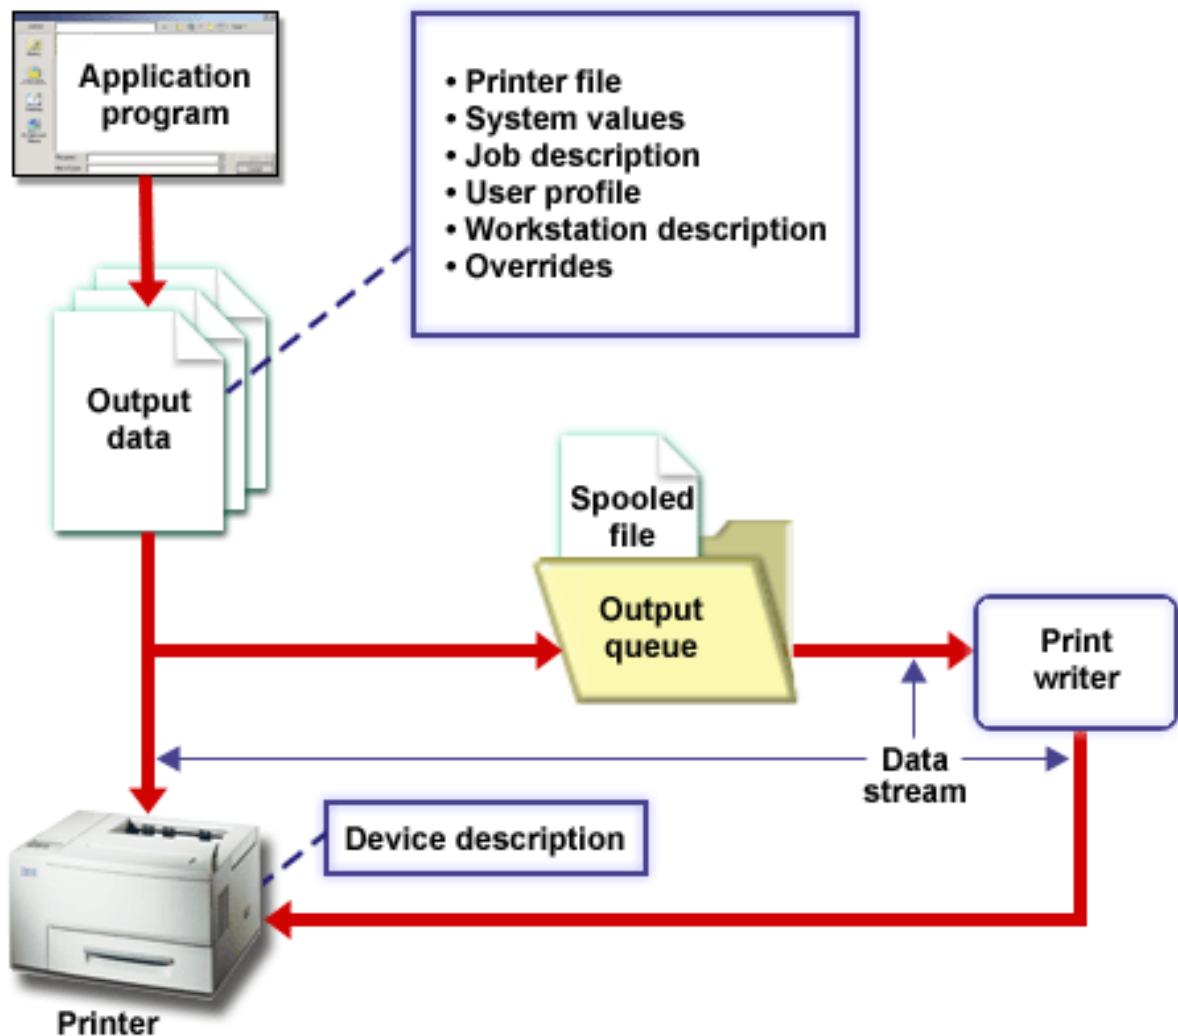 Application
program
• Printer file
• System values
• Job description
• User profile
• Workstation description
• Overrides
Output
data
Spooled
file
Output
queue
Print
writer
Data
stream
Device description
IBM
Printer